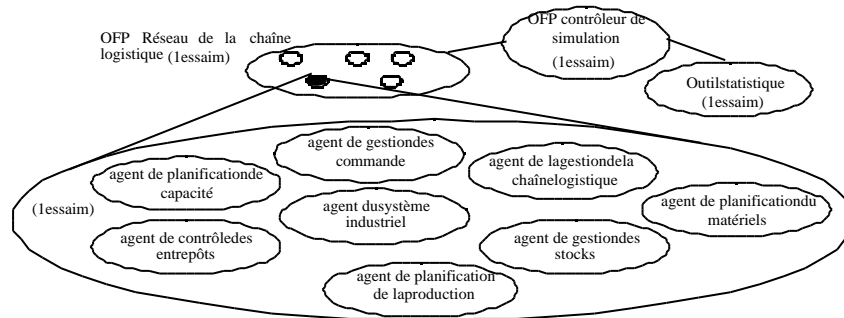 OFP Réseau de la chaîne
logistique (1essaim)
OFP contrôleur de
simulation
(1essaim)
Outilstatistique
(1essaim)
agent de gestiondes
commande
agent de lagestiondela
chaînelogistique
agent de planificationde
capacité
(1essaim)
agent dusystème
industriel
agent de planificationdu
matériels
agent de contrôledes
entrepôts
agent de gestiondes
stocks
agent de planification
de laproduction